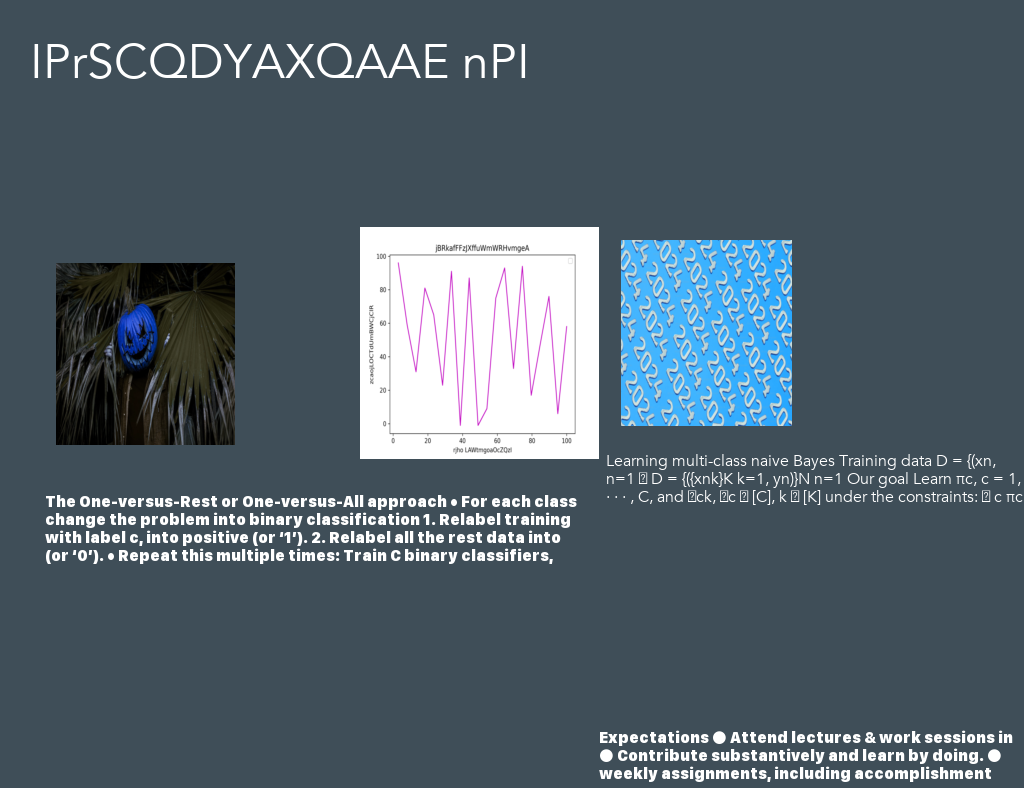 IPrSCQDYAXQAAE nPI
jBRkafFFzJXffuWmWRHvmgeA
100
80
60
40
20
0
0 20 40 60 80 100
The One-versus-Rest or One-versus-All approach • For each class
change the problem into binary classification 1. Relabel training
with label c, into positive (or ‘1’). 2. Relabel all the rest data into
(or ‘0’). • Repeat this multiple times: Train C binary classifiers,
Learning multi-class naive Bayes Training data D = {(xn,
n=1 D = {({xnk}K k=1, yn)}N n=1 Our goal Learn πc, c = 1,
· · · , C, and ck, c [C], k [K] under the constraints: c πc
Expectations ● Attend lectures & work sessions in
● Contribute substantively and learn by doing. ●
weekly assignments, including accomplishment